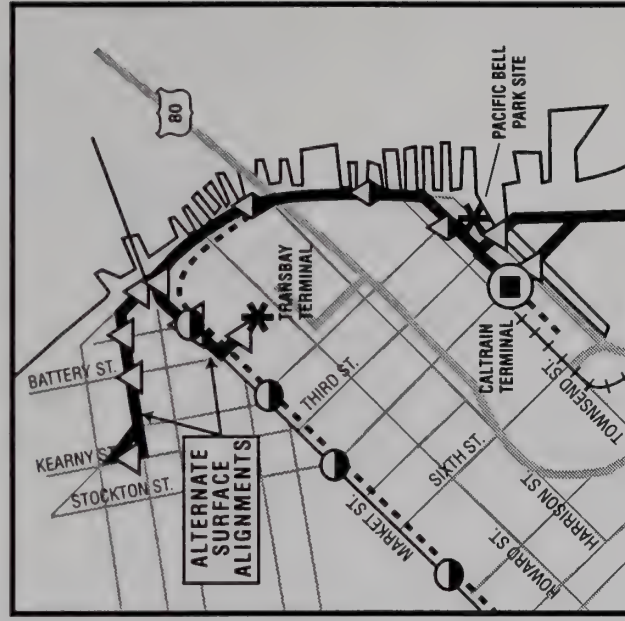 80
PACIFIC BELL
PARK SITE
TRANSBAY
TERMINAL
CALTRAIN
TERMINAL
BATTERY ST.
KEARNY ST.
STOCKTON ST.
ALTERNATE
SURFACE
ALIGNMENTS
THIRD ST.
SIXTH ST.
MARKET ST.
HOWARD ST.
HARRISON ST.
TOWNSEND ST.